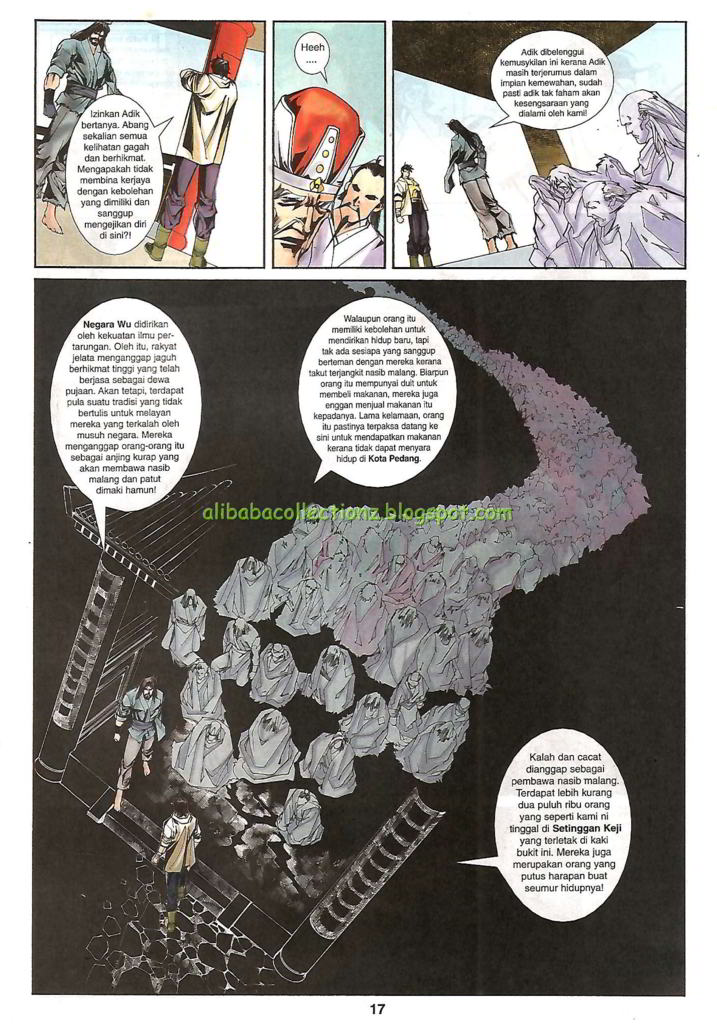 Izinkan Adik
bertanya. Abang
sekalian semua
kelihatan gagah
dan berhikmat.
Mengapakah tidak
membina kerjaya
dengan kebolehan
yang dimiliki dan
sanggup
mengejikan diri
di sini?!
Heeh
....
Adik dibelenggui
kemusykilan ini kerana Adik
masih terjerumus dalam
impian kemewahan, sudah
pasti adik tak faham akan
kesengsaraan yang
dialami oleh kami!
Negara Wu didirikan
oleh kekuatan ilmu per-
tarungan. Oleh itu, rakyat
jelata menganggap jaguh
berhikmat tinggi yang telah
berjasa sebagai dewa
pujaan. Akan tetapi, terdapat
pula suatu tradisi yang tidak
bertulis untuk melayan
mereka yang terkalah oleh
musuh negara. Mereka
menganggap orang-orang itu
sebagai anjing kurap yang
akan membawa nasib
malang dan patut
dimaki hamun!
Walaupun orang itu
memiliki kebolehan untuk
mendirikan hidup baru, tapi
tak ada sesiapa yang sanggup
berteman dengan mereka kerana
takut terjangkit nasib malang. Biarpun
orang itu mempunyai duit untuk
membeli makanan, mereka juga
enggan menjual makanan itu
kepadanya. Lama kelamaan, orang
itu pastinya terpaksa datang ke
sini untuk mendapatkan makanan
kerana tidak dapat menyara
hidup di Kota Pedang.
alibabacollectionz.blogspot.com
Kalah dan cacat
dianggap sebagai
pembawa nasib malang.
Terdapat lebih kurang
dua puluh ribu orang
yang seperti kami ni
tinggal di Setinggan Keji
yang terletak di kaki
bukit ini. Mereka juga
merupakan orang yang
putus harapan buat
seumur hidupnya!
17